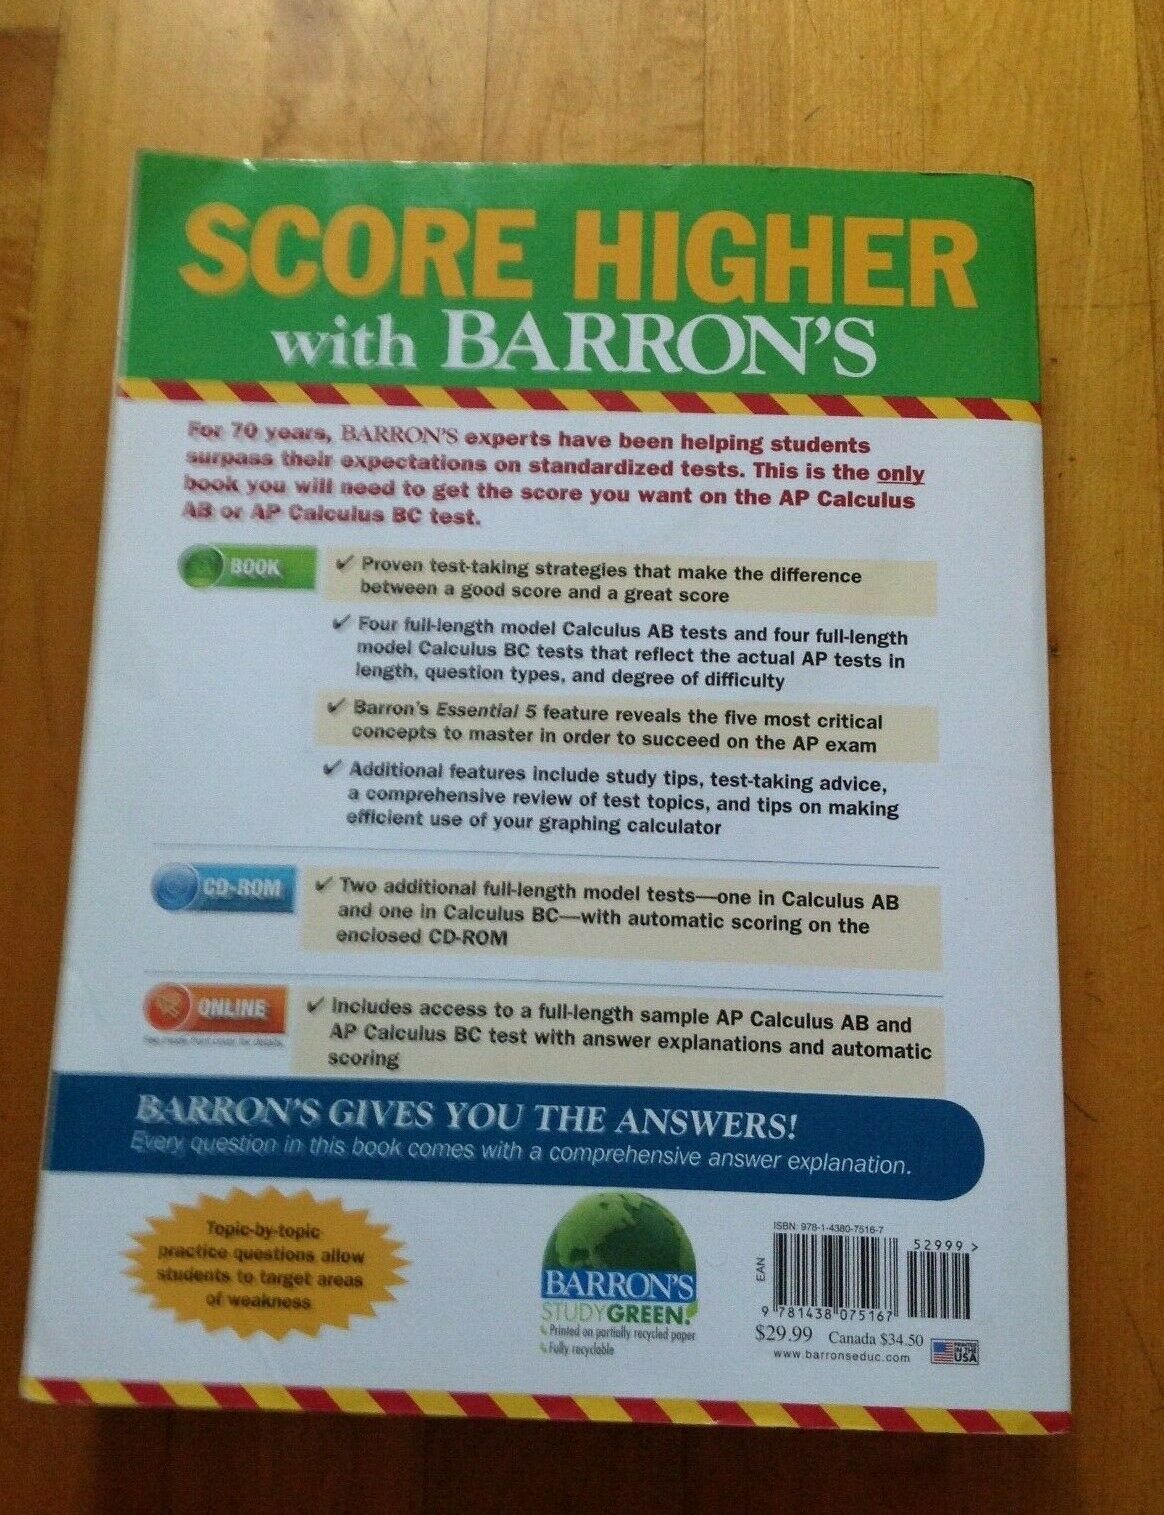 SCORE HIGHER
with BARRON'S
For 70 years, BARRON'S experts have been helping students
surpass their expectations on standardized tests. This is the only
book you will need to get the score you want on the AP Calculus
AB or AP Calculus BC test.
BOOK
✓ Proven test-taking strategies that make the difference
between a good score and a great score
✓ Four full-length model Calculus AB tests and four full-length
model Calculus BC tests that reflect the actual AP tests in
length, question types, and degree of difficulty
✓ Barron's Essential 5 feature reveals the five most critical
concepts to master in order to succeed on the AP exam
✓ Additional features include study tips, test-taking advice,
a comprehensive review of test topics, and tips on making
efficient use of your graphing calculator
CD-ROM
✓ Two additional full-length model tests—one in Calculus AB
and one in Calculus BC—with automatic scoring on the
enclosed CD-ROM
ONLINE
See inside front cover for details.
✓ Includes access to a full-length sample AP Calculus AB and
AP Calculus BC test with answer explanations and automatic
scoring
BARRON'S GIVES YOU THE ANSWERS!
Every question in this book comes with a comprehensive answer explanation.
Topic-by-topic
practice questions allow
students to target areas
of weakness
BARRON'S
STUDYGREEN!
Printed on partially recycled paper
Fully recyclable
ISBN: 978-1-4380-7516-7
52999 >
EAN
9 781438 075167
$29.99 Canada $34.50
www.barronseduc.com
PRINTED
IN THE
USA